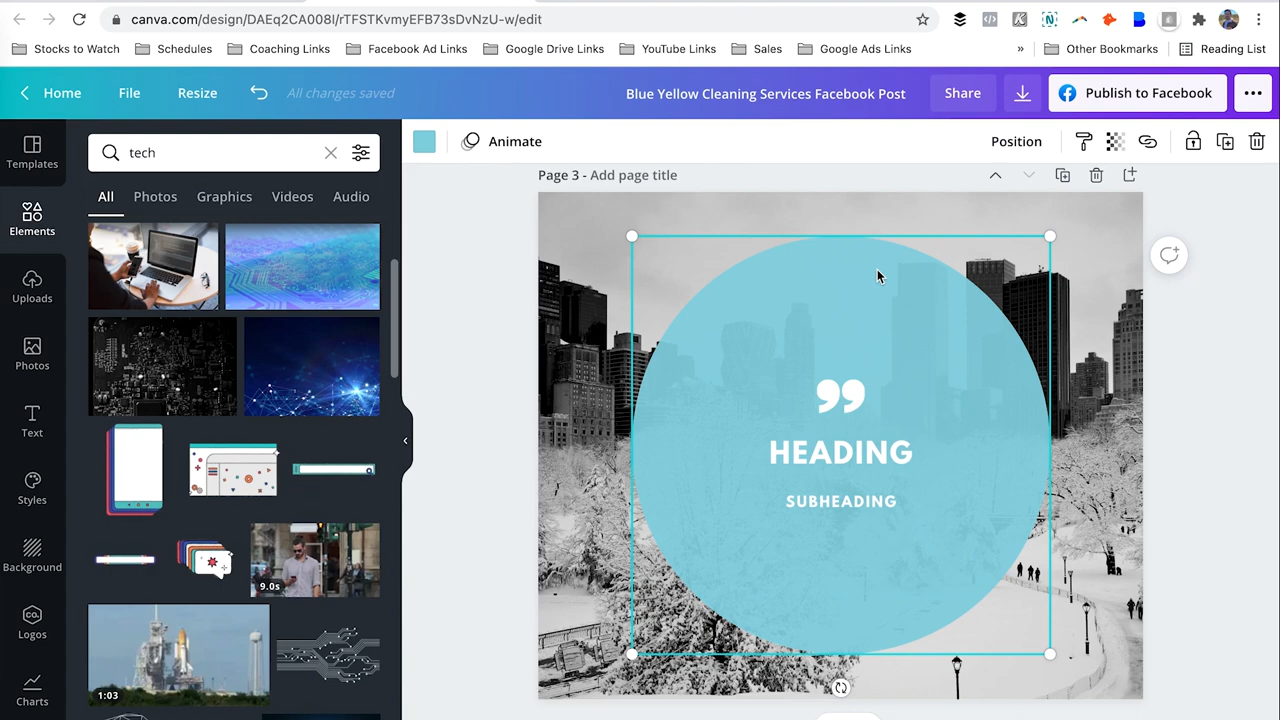 canva.com/design/DAEq2CA008I/rTFSTKvmyEFB73sDvNzU-w/edit
Stocks to Watch
Schedules
Coaching Links
Facebook Ad Links
Google Drive Links
YouTube Links
Sales
Google Ads Links
»
Other Bookmarks
Reading List
Home
File
Resize
All changes saved
Blue Yellow Cleaning Services Facebook Post
Share
Publish to Facebook
Templates
Elements
Uploads
Photos
Text
Styles
Background
CO.
Logos
Charts
tech
All
Photos
Graphics
Videos
Audio
9.0s
1:03
Animate
Position
Page 3 - Add page title
HEADING
SUBHEADING